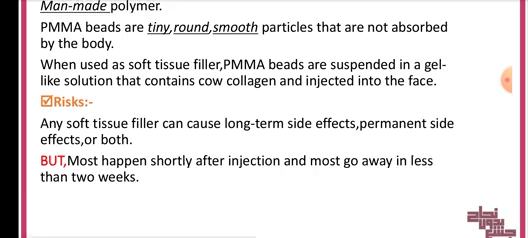 Man-made polymer.
PMMA beads are tiny,round,smooth particles that are not absorbed
by the body.
When used as soft tissue filler,PMMA beads are suspended in a gel-
like solution that contains cow collagen and injected into the face.
☑Risks:-
Any soft tissue filler can cause long-term side effects,permanent side
effects,or both.
BUT,Most happen shortly after injection and most go away in less
than two weeks.